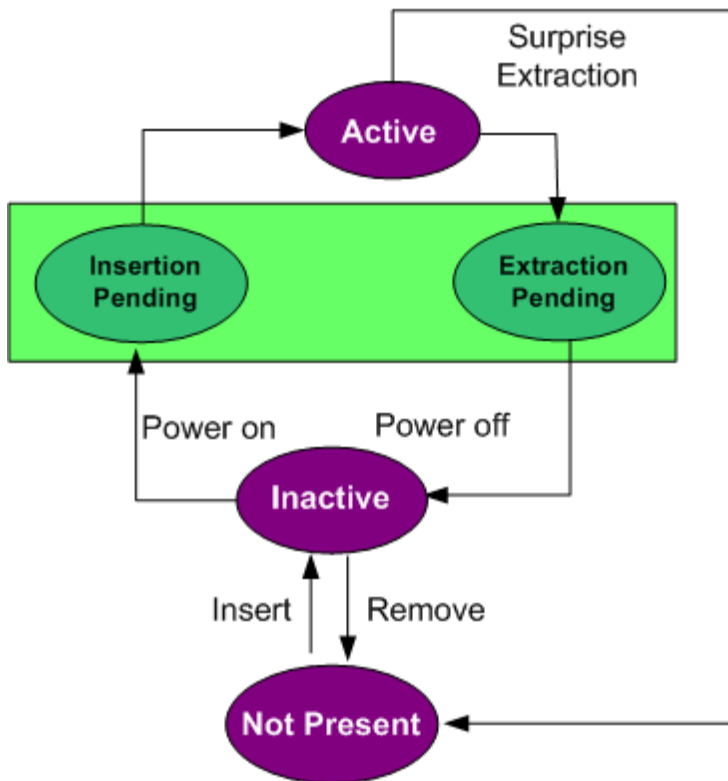 Surprise
Extraction
Active
Insertion
Pending
Extraction
Pending
Power on
Power off
Inactive
Insert
Remove
Not Present